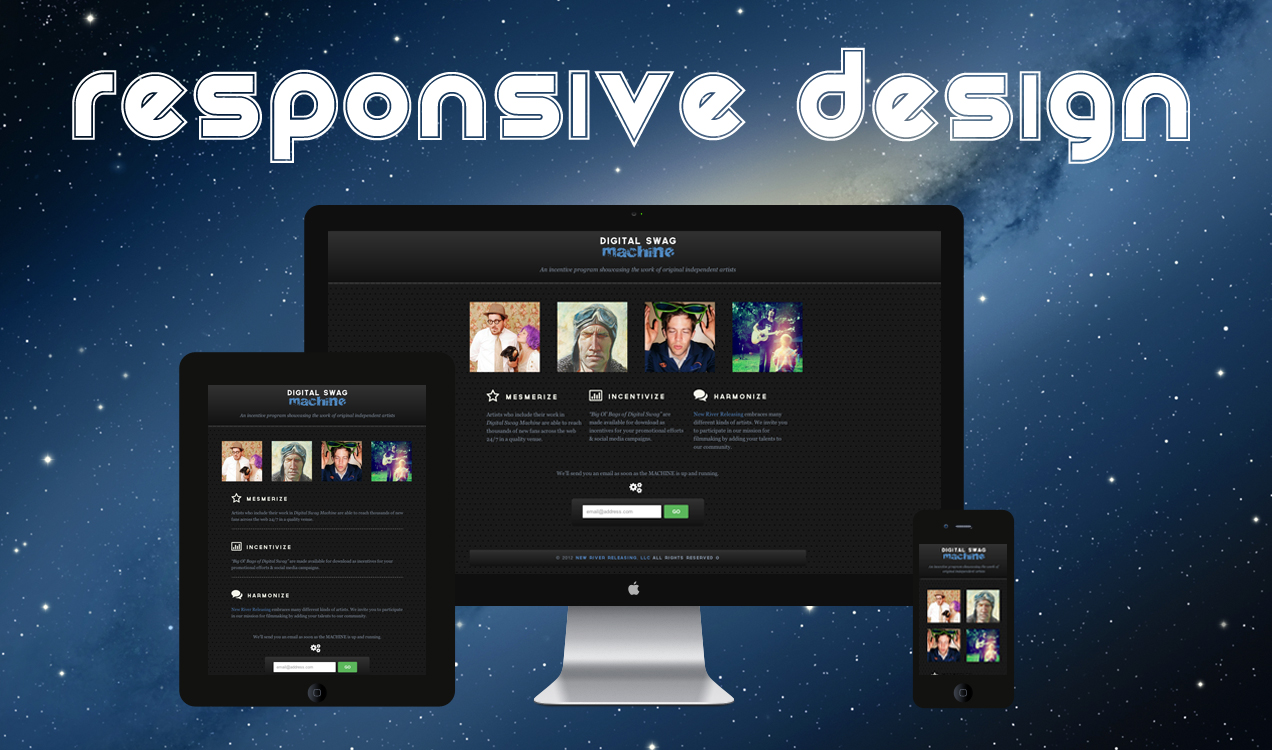 responsive design
DIGITAL SWAG
machine
An incentive program showcasing the work of original independent artists
MESMERIZE
Artists who include their work in
Digital Swag Machine are able to reach
thousands of new fans across the web
24/7 in a quality venue.
INCENTIVIZE
"Big Ol' Bags of Digital Swag" are
made available for download as
incentives for your promotional efforts
& social media campaigns.
HARMONIZE
New River Releasing embraces many
different kinds of artists. We invite you
to participate in our mission for
filmmaking by adding your talents to
our community.
We'll send you an email as soon as the MACHINE is up and running.
email@address.com
GO
© 2012 NEW RIVER RELEASING, LLC ALL RIGHTS RESERVED
DIGITAL SWAG
machine
An incentive program showcasing the work of original independent artists
MESMERIZE
Artists who include their work in Digital Swag Machine are able to reach thousands of new
fans across the web 24/7 in a quality venue.
INCENTIVIZE
"Big Ol' Bags of Digital Swag" are made available for download as incentives for your
promotional efforts & social media campaigns.
HARMONIZE
New River Releasing embraces many different kinds of artists. We invite you to participate
in our mission for filmmaking by adding your talents to our community.
We'll send you an email as soon as the MACHINE is up and running.
email@address.com
GO
DIGITAL SWAG
machine
An incentive program showcasing the work of
original independent artists